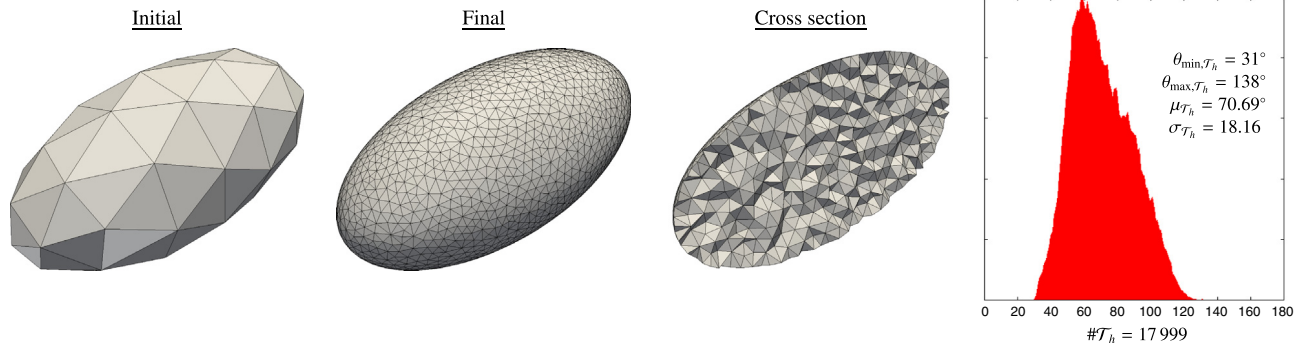 Initial
Final
Cross section
θmin,𝒯h = 31°
θmax,𝒯h = 138°
μ𝒯h = 70.69°
σ𝒯h = 18.16
0 20 40 60 80 100 120 140 160 180
#𝒯h = 17 999